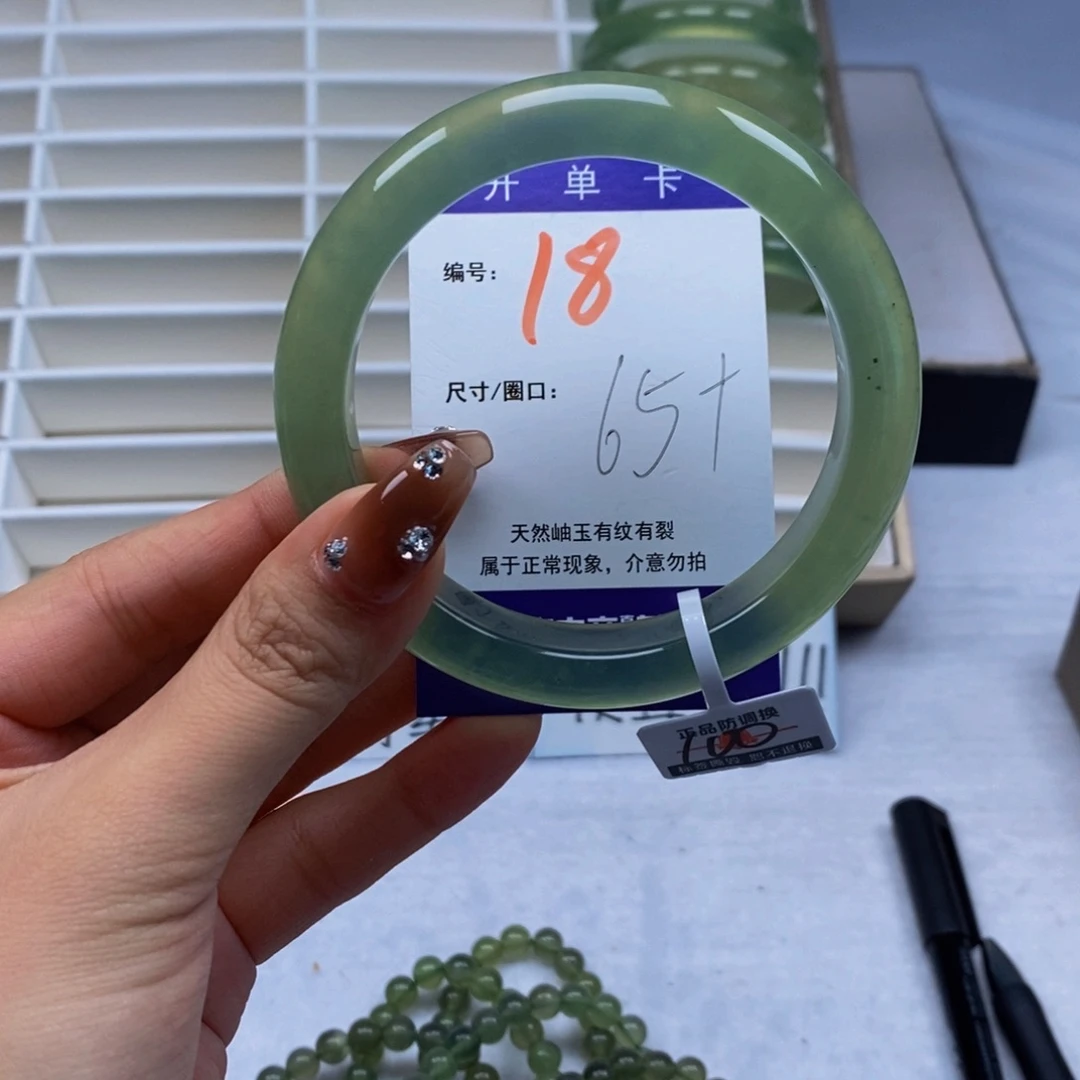 开单卡
编号： 18
尺寸/圈口： 65+
天然岫玉有纹有裂
属于正常现象，介意勿拍
正品防调换
100